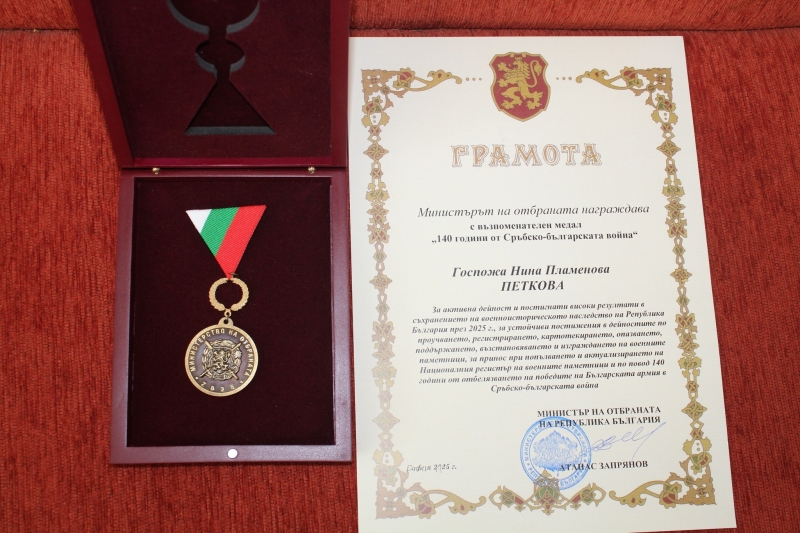 ГРАМОТА
Министърът на отбраната награждава
с възпоменателен медал
„140 години от Сръбско-българската война“
Госпожа Нина Пламенова
ПЕТКОВА
За активна дейност и постигнати високи резултати в
съхранението на военноисторическото наследство на Република
България през 2025 г., за устойчиви постижения в дейностите по
проучването, регистрирането, картотекирането, опазването,
поддържането, възстановяването и изграждането на военните
паметници, за принос при попълването и актуализирането на
Националния регистър на военните паметници и по повод 140
години от отбелязването на победите на Българската армия в
Сръбско-българската война
МИНИСТЪР НА ОТБРАНАТА
НА РЕПУБЛИКА БЪЛГАРИЯ
АТАНАС ЗАПРЯНОВ
София 2025 г.
МИНИСТЕРСТВО НА ОТБРАНАТА